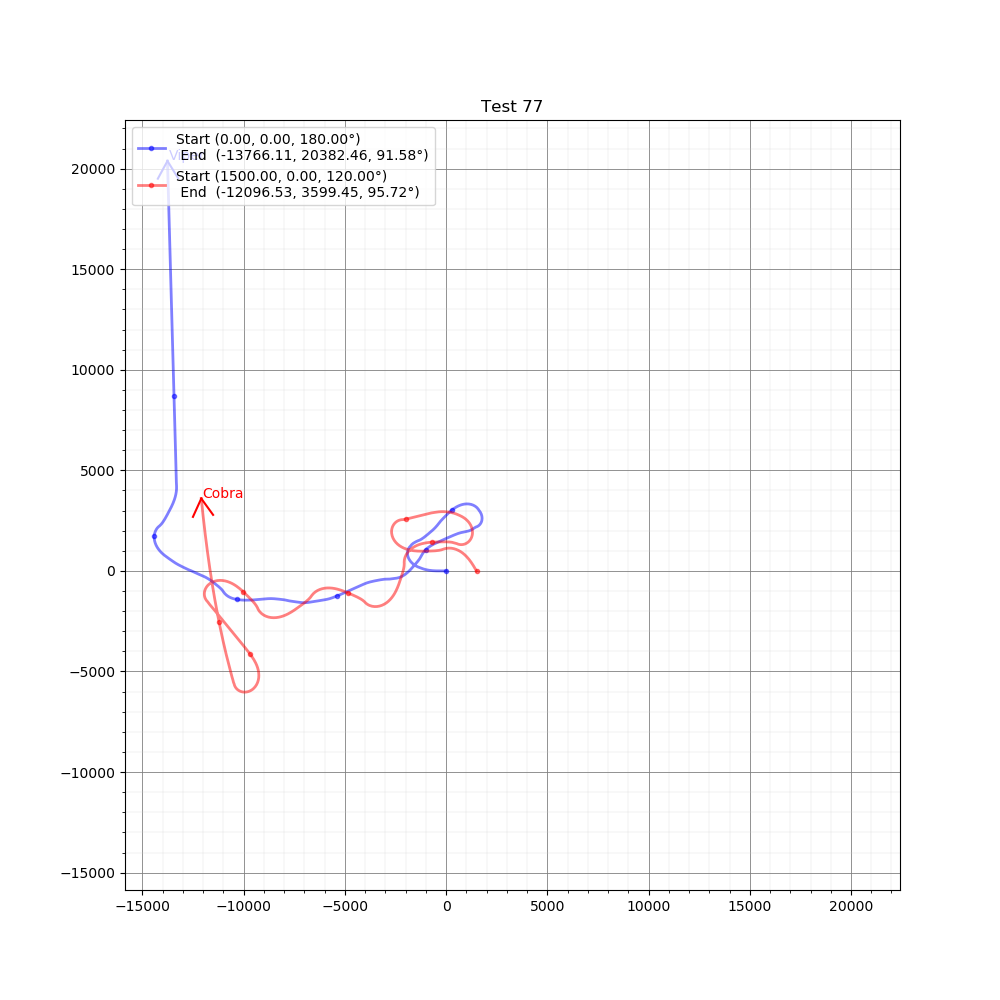 Test 77
Start (0.00, 0.00, 180.00°)
End (-13766.11, 20382.46, 91.58°)
Start (1500.00, 0.00, 120.00°)
End (-12096.53, 3599.45, 95.72°)
20000
15000
10000
5000
0
−5000
−10000
−15000
Cobra
−15000 −10000 −5000 0 5000 10000 15000 20000